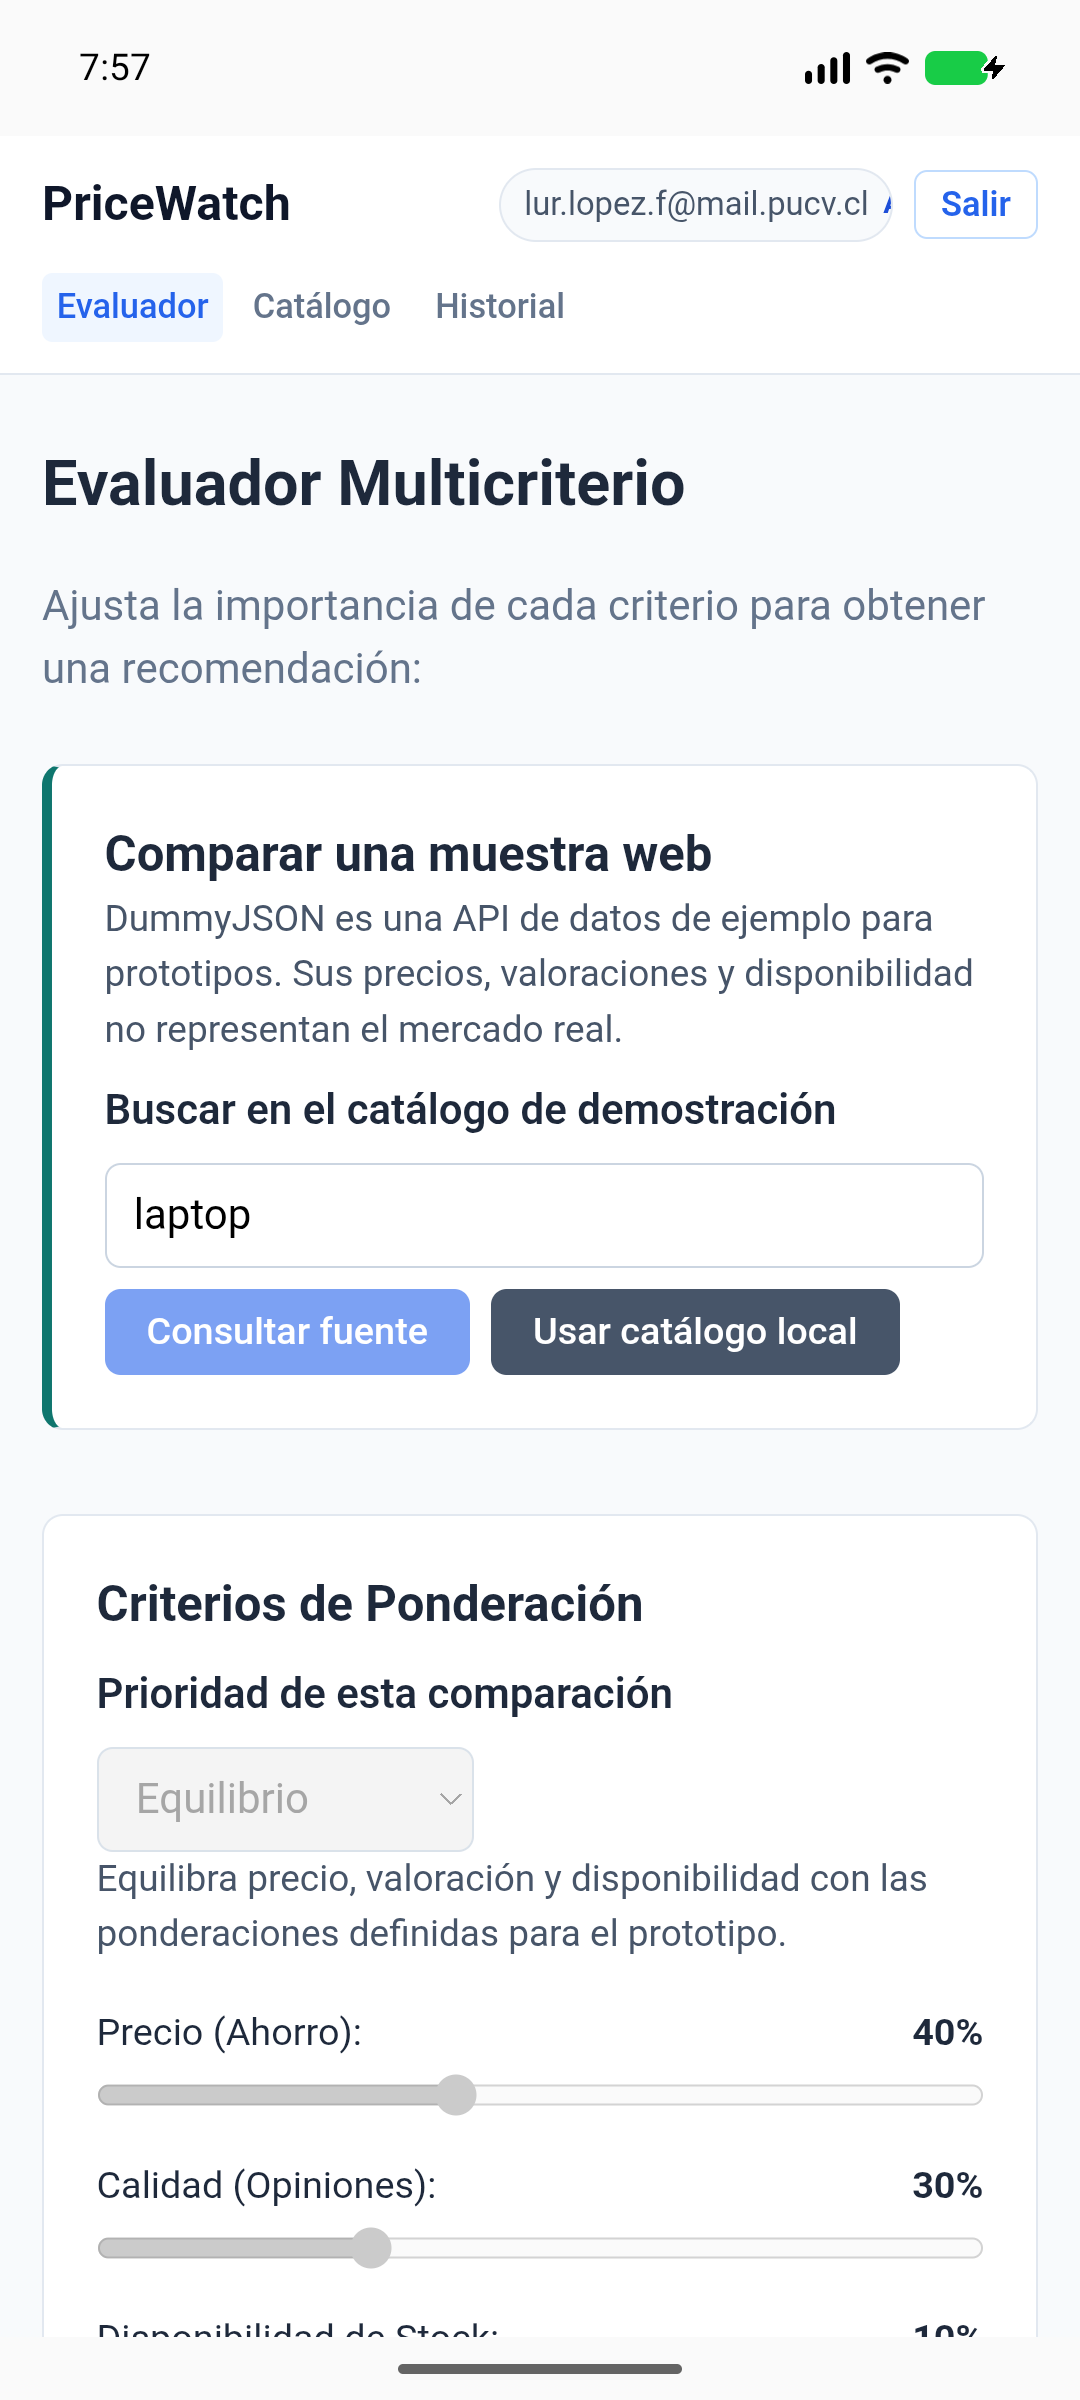 7:57
PriceWatch
lur.lopez.f@mail.pucv.cl
Salir
Evaluador Catálogo Historial
Evaluador Multicriterio
Ajusta la importancia de cada criterio para obtener
una recomendación:
Comparar una muestra web
DummyJSON es una API de datos de ejemplo para
prototipos. Sus precios, valoraciones y disponibilidad
no representan el mercado real.
Buscar en el catálogo de demostración
laptop
Consultar fuente Usar catálogo local
Criterios de Ponderación
Prioridad de esta comparación
Equilibrio
Equilibra precio, valoración y disponibilidad con las
ponderaciones definidas para el prototipo.
Precio (Ahorro): 40%
Calidad (Opiniones): 30%
Disponibilidad de Stock: 10%